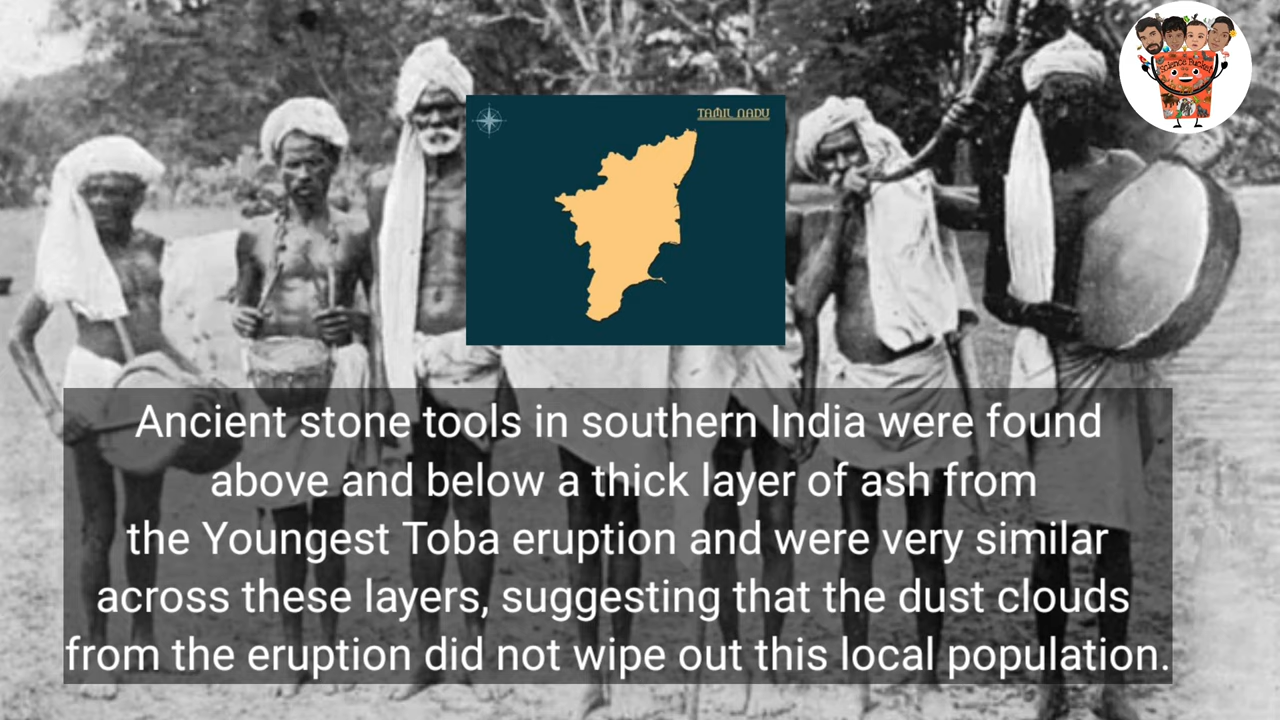 Science Bucket
TAMIL NADU
Ancient stone tools in southern India were found
above and below a thick layer of ash from
the Youngest Toba eruption and were very similar
across these layers, suggesting that the dust clouds
from the eruption did not wipe out this local population.